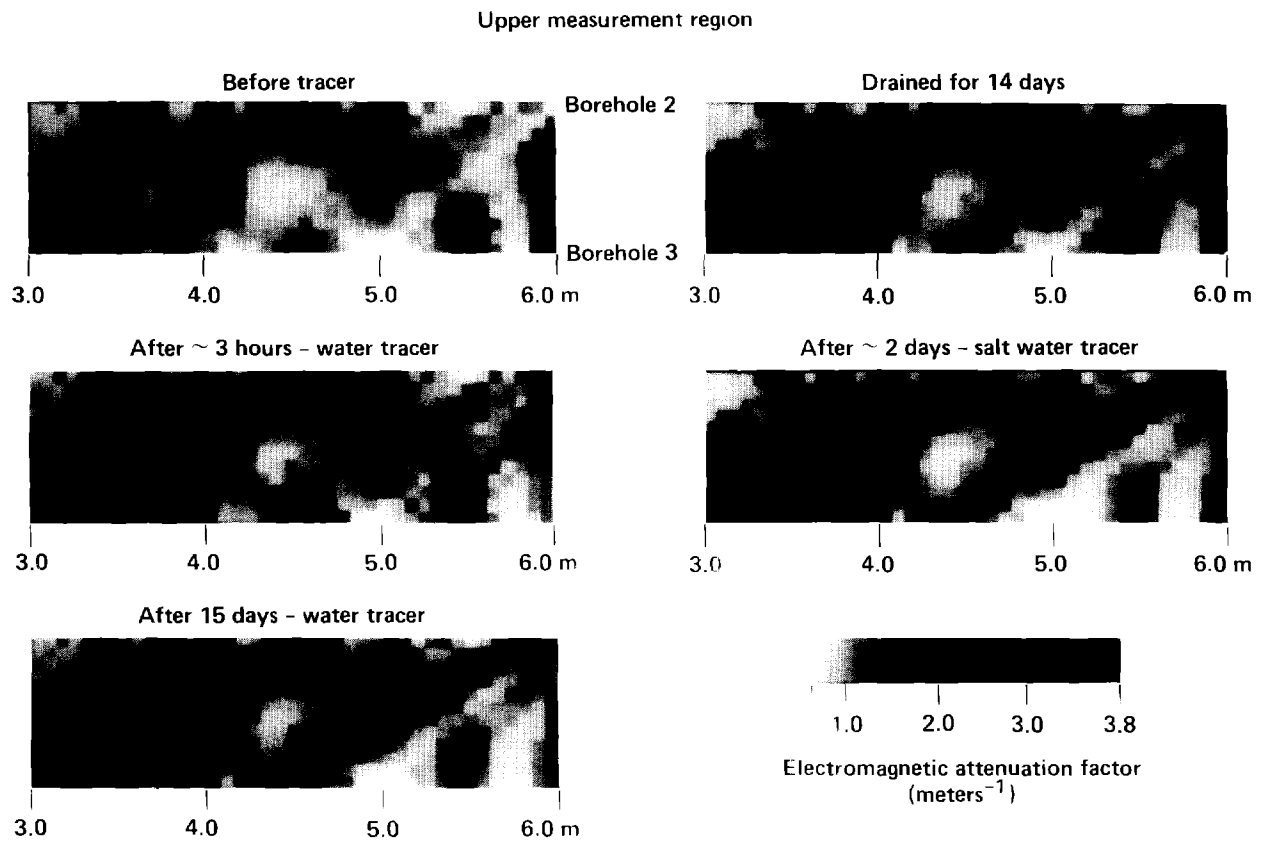 Upper measurement region
Before tracer
Borehole 2
Borehole 3
3.0 4.0 5.0 6.0 m
Drained for 14 days
3.0 4.0 5.0 6.0 m
After ~ 3 hours – water tracer
3.0 4.0 5.0 6.0 m
After ~ 2 days – salt water tracer
3.0 4.0 5.0 6.0 m
After 15 days – water tracer
3.0 4.0 5.0 6.0 m
1.0 2.0 3.0 3.8
Electromagnetic attenuation factor
(meters⁻¹)